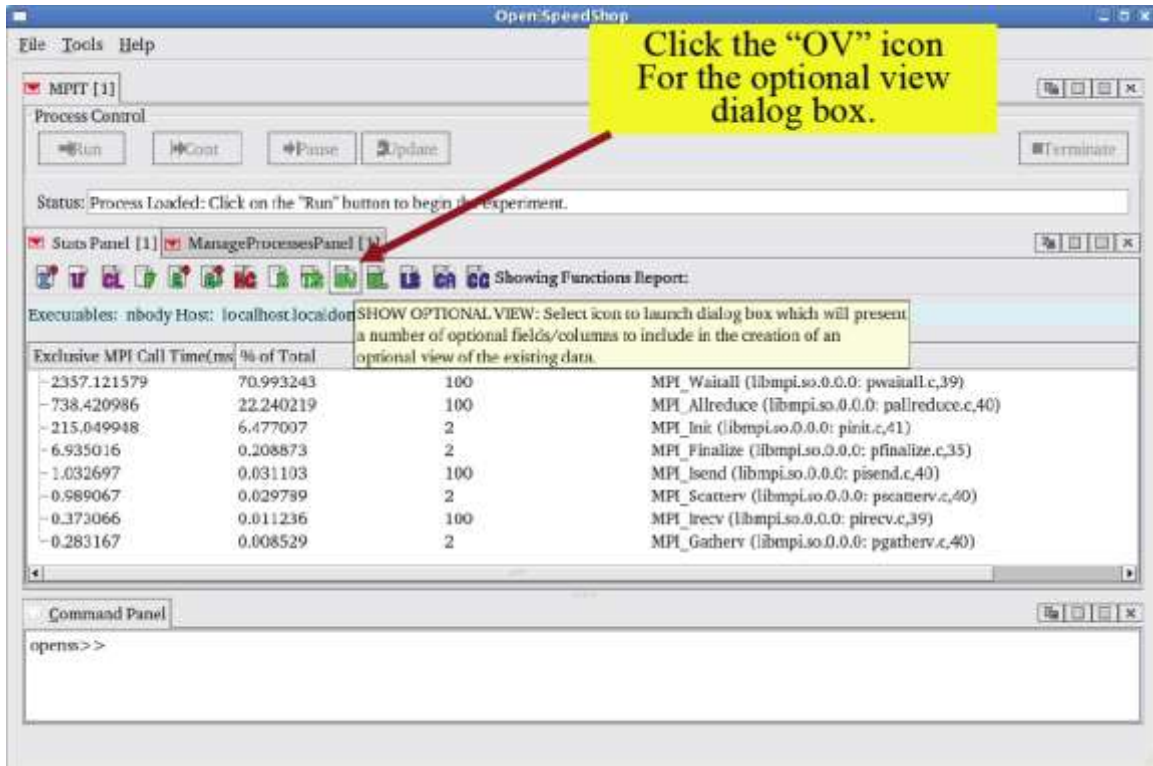 Open|SpeedShop
File Tools Help
Click the “OV” icon
For the optional view
dialog box.
MPIT [1]
Process Control
Run Cont Pause Update Terminate
Status: Process Loaded: Click on the "Run" button to begin the experiment.
Stats Panel [1] ManageProcessesPanel [1]
U CL OV LB CA CC Showing Functions Report:
Executables: nbody Host: localhost.localdom
SHOW OPTIONAL VIEW: Select icon to launch dialog box which will present
a number of optional fields/columns to include in the creation of an
optional view of the existing data.
Exclusive MPI Call Time(ms % of Total
2357.121579 70.993243 100 MPI_Waitall (libmpi.so.0.0.0: pwaitall.c,39)
738.420986 22.240219 100 MPI_Allreduce (libmpi.so.0.0.0: pallreduce.c,40)
215.049948 6.477007 2 MPI_Init (libmpi.so.0.0.0: pinit.c,41)
6.935016 0.208873 2 MPI_Finalize (libmpi.so.0.0.0: pfinalize.c,35)
1.032697 0.031103 100 MPI_Isend (libmpi.so.0.0.0: pisend.c,40)
0.989067 0.029789 2 MPI_Scatterv (libmpi.so.0.0.0: pscatterv.c,40)
0.373066 0.011236 100 MPI_Irecv (libmpi.so.0.0.0: pirecv.c,39)
0.283167 0.008529 2 MPI_Gatherv (libmpi.so.0.0.0: pgatherv.c,40)
Command Panel
openss>>